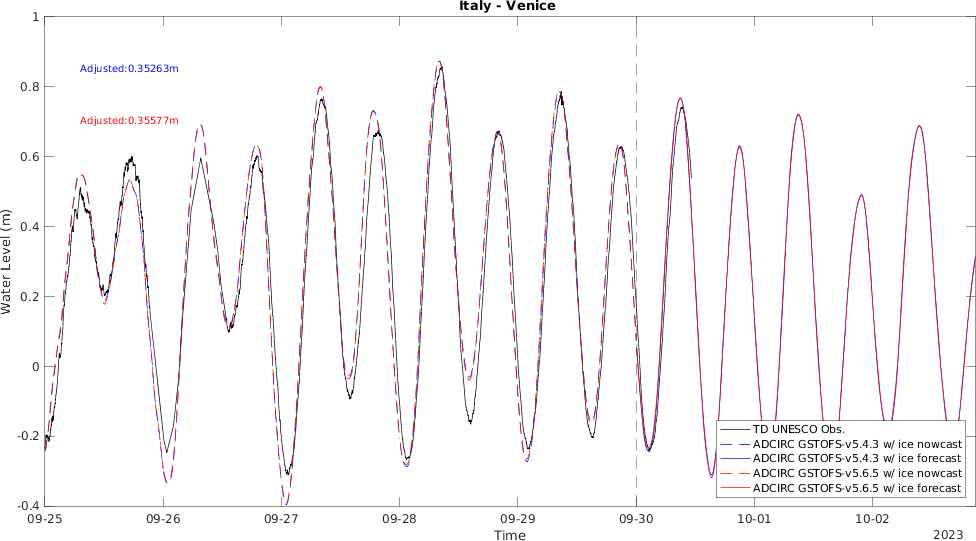 Italy - Venice
Water Level (m)
1
0.8
0.6
0.4
0.2
0
-0.2
-0.4
Adjusted:0.35263m
Adjusted:0.35577m
TD UNESCO Obs.
ADCIRC GSTOFS-v5.4.3 w/ ice nowcast
ADCIRC GSTOFS-v5.4.3 w/ ice forecast
ADCIRC GSTOFS-v5.6.5 w/ ice nowcast
ADCIRC GSTOFS-v5.6.5 w/ ice forecast
09-25 09-26 09-27 09-28 09-29 09-30 10-01 10-02
Time
2023